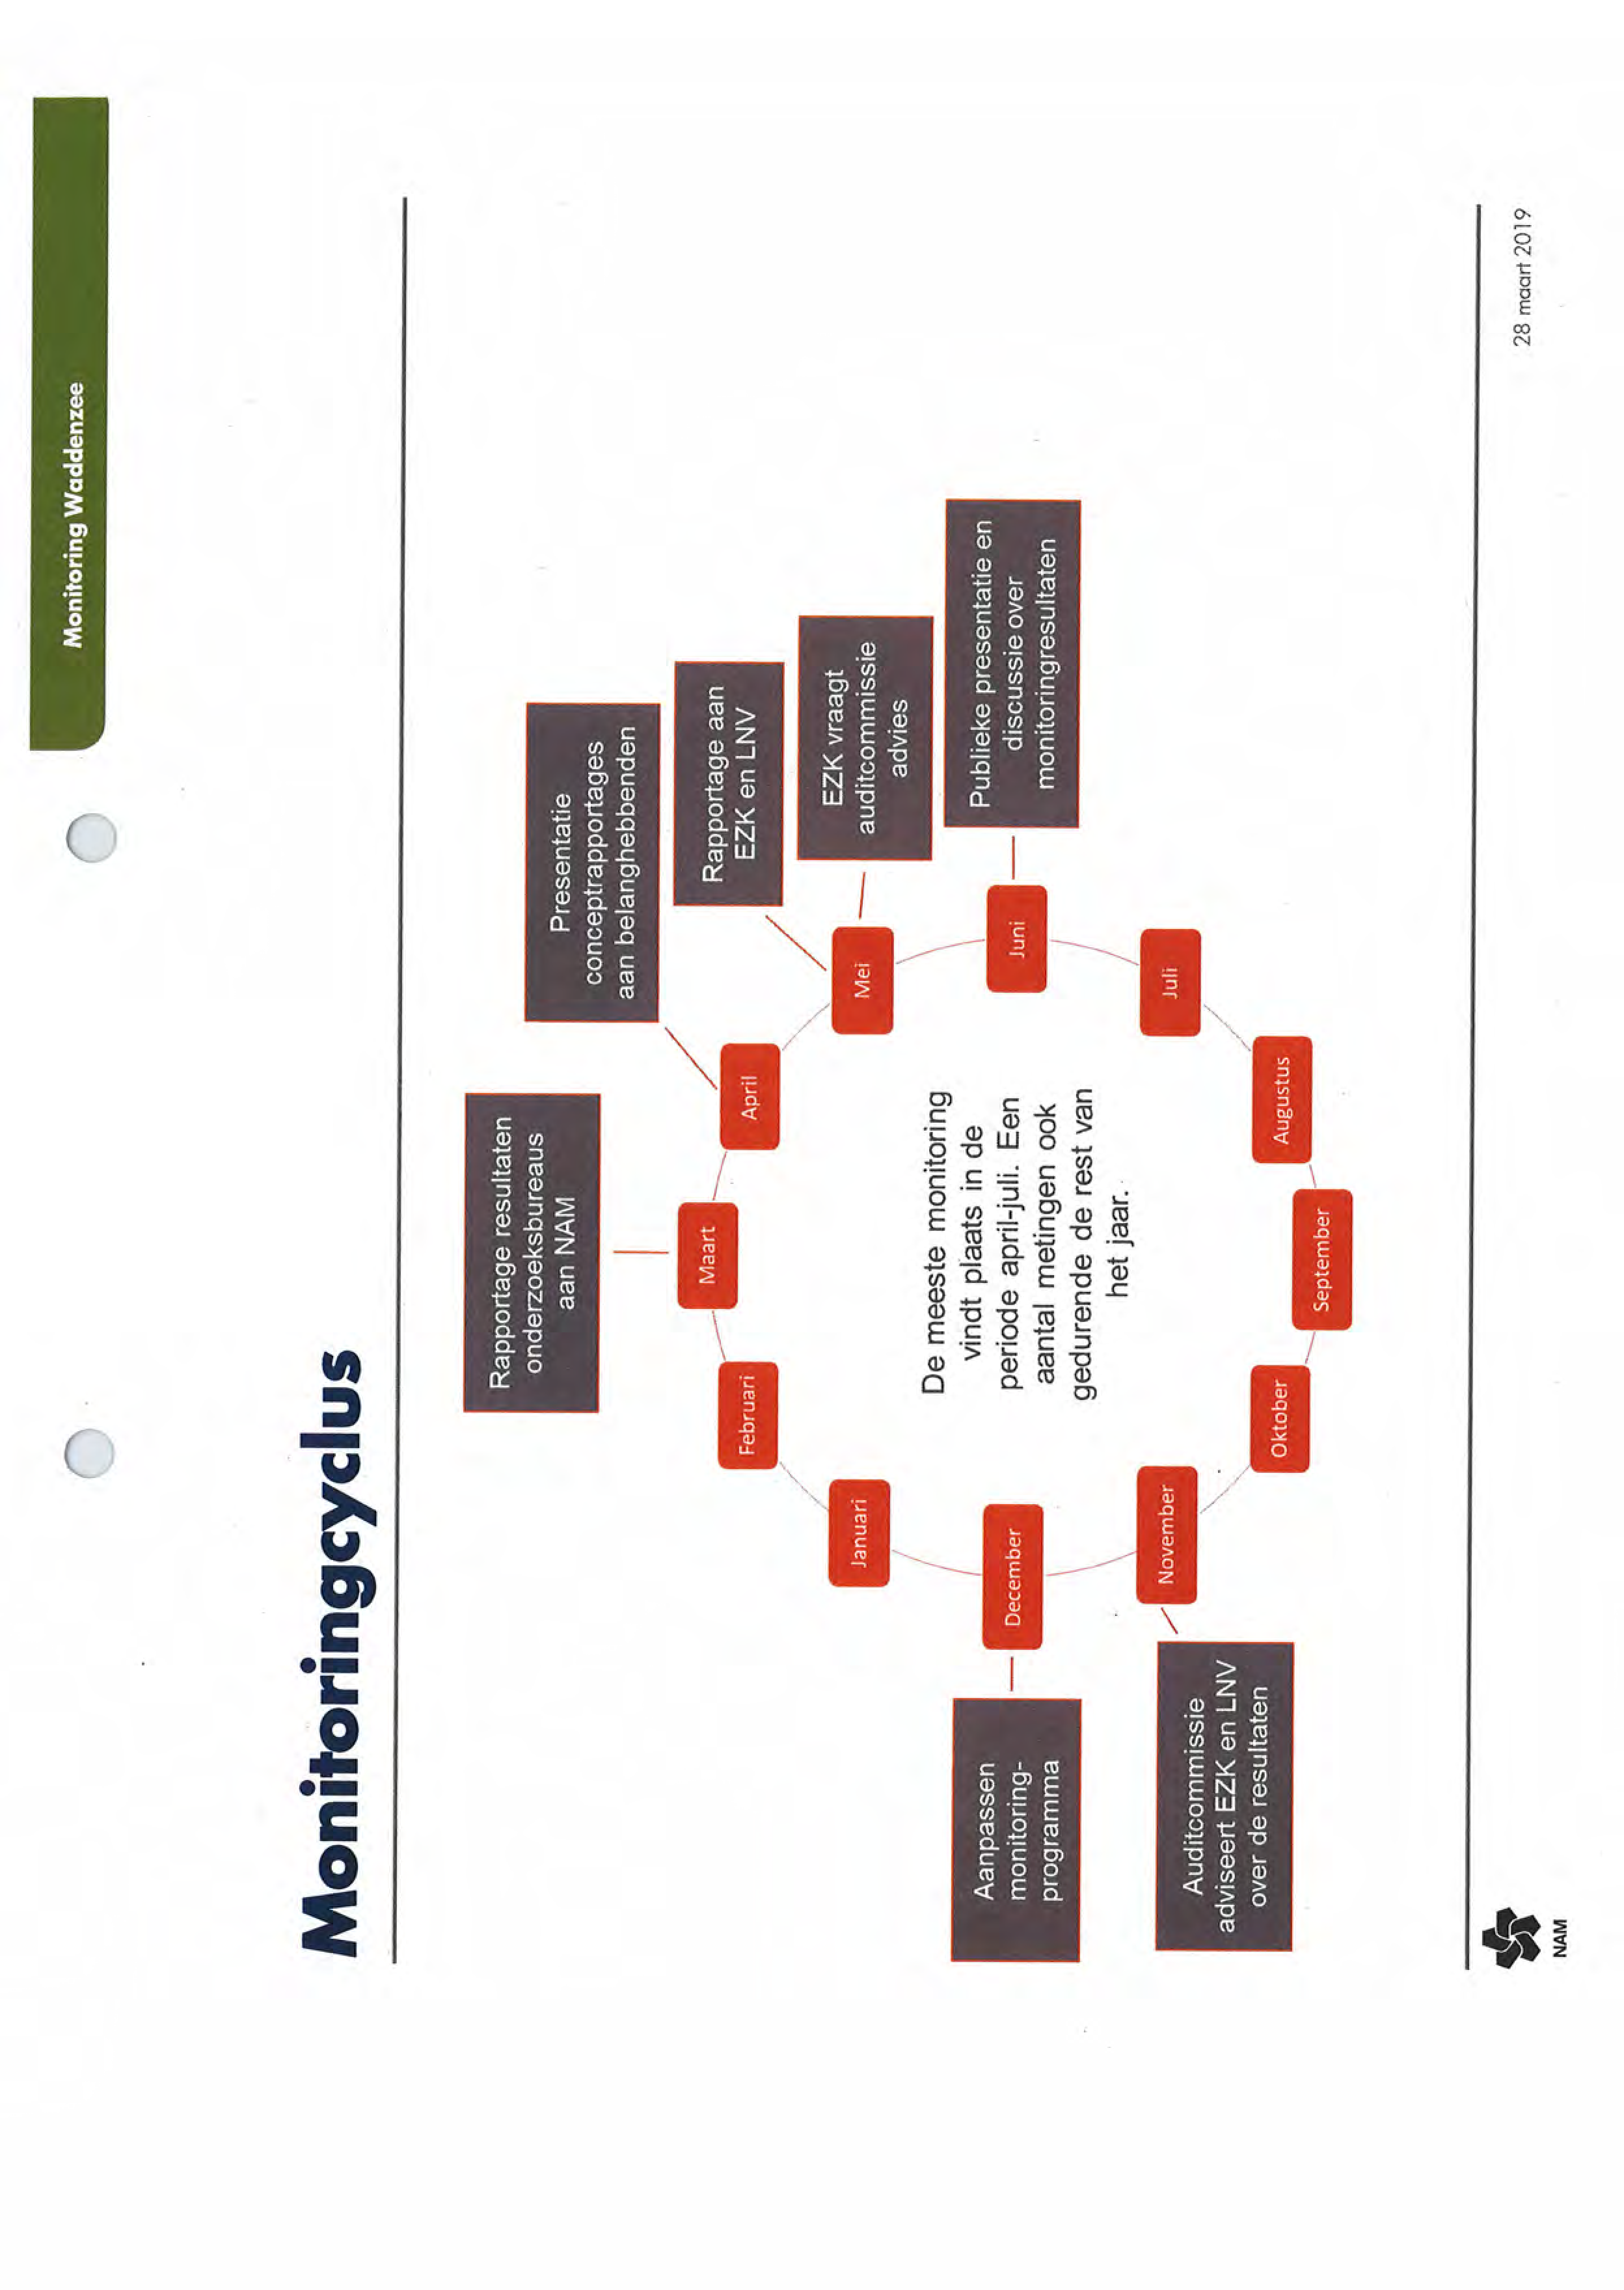 Monitoring Waddenzee
Monitoringcyclus
Rapportage resultaten
onderzoeksbureaus
aan NAM
Presentatie
conceptrapportages
aan belanghebbenden
Rapportage aan
EZK en LNV
EZK vraagt
auditcommissie
advies
Publieke presentatie en
discussie over
monitoringresultaten
Maart
April
Februari
Mei
Januari
Juni
December
Juli
November
Augustus
Oktober
September
De meeste monitoring
vindt plaats in de
periode april-juli. Een
aantal metingen ook
gedurende de rest van
het jaar.
Aanpassen
monitoring-
programma
Auditcommissie
adviseert EZK en LNV
over de resultaten
NAM
28 maart 2019